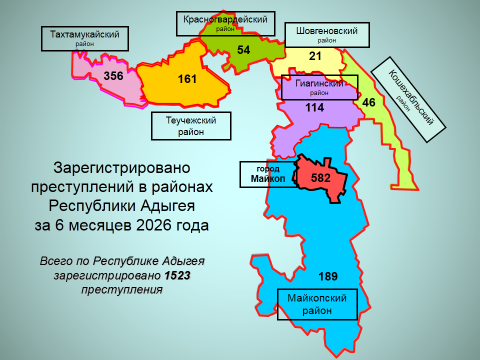 Красногвардейский
район
Тахтамукайский
район
Шовгеновский
район
54
21
356
161
Гиагинский
район
Кошехабльский
район
114
46
Теучежский
район
Зарегистрировано
преступлений в районах
Республики Адыгея
за 6 месяцев 2026 года
город
Майкоп
582
Всего по Республике Адыгея
зарегистрировано 1523
преступления
189
Майкопский
район